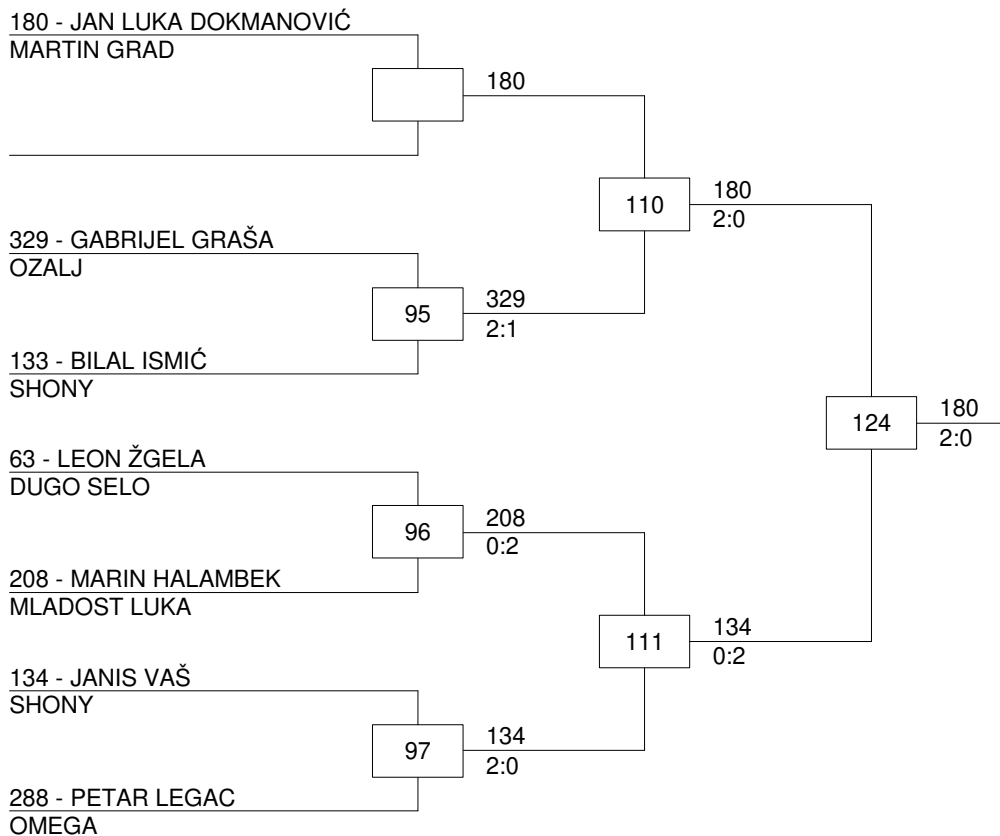 180 - JAN LUKA DOKMANOVIĆ
MARTIN GRAD
180
110
180
2:0
329 - GABRIJEL GRAŠA
OZALJ
95
329
2:1
133 - BILAL ISMIĆ
SHONY
124
180
2:0
63 - LEON ŽGELA
DUGO SELO
96
208
0:2
208 - MARIN HALAMBEK
MLADOST LUKA
111
134
0:2
134 - JANIS VAŠ
SHONY
97
134
2:0
288 - PETAR LEGAC
OMEGA